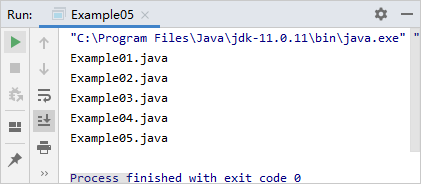 Run: Example05
"C:\Program Files\Java\jdk-11.0.11\bin\java.exe" "
Example01.java
Example02.java
Example03.java
Example04.java
Example05.java
Process finished with exit code 0